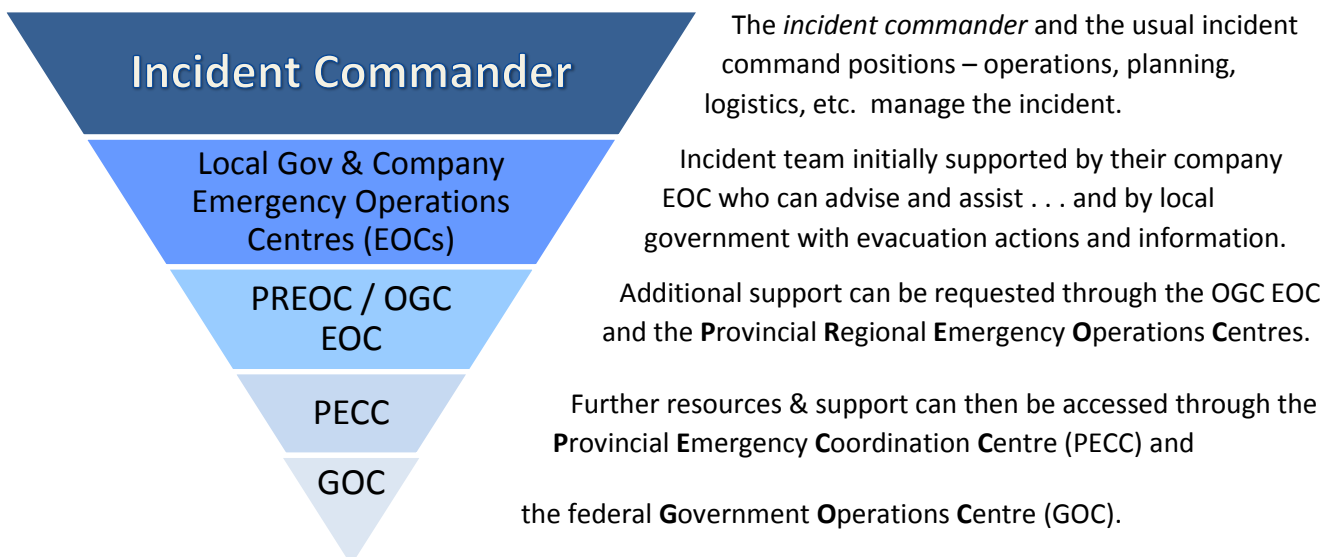 Incident Commander
The incident commander and the usual incident
command positions – operations, planning,
logistics, etc. manage the incident.
Local Gov & Company
Emergency Operations
Centres (EOCs)
Incident team initially supported by their company
EOC who can advise and assist . . . and by local
government with evacuation actions and information.
PREOC / OGC
EOC
Additional support can be requested through the OGC EOC
and the Provincial Regional Emergency Operations Centres.
PECC
Further resources & support can then be accessed through the
Provincial Emergency Coordination Centre (PECC) and
GOC
the federal Government Operations Centre (GOC).